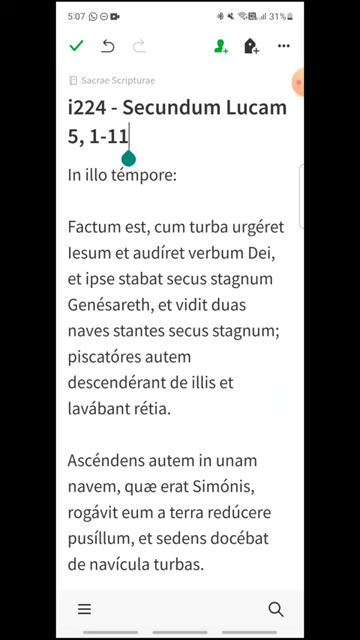 5:07
31%
Sacrae Scripturae
i224 - Secundum Lucam
5, 1-11
In illo témpore:
Factum est, cum turba urgéret
Iesum et audíret verbum Dei,
et ipse stabat secus stagnum
Genésareth, et vidit duas
naves stantes secus stagnum;
piscatóres autem
descendérant de illis et
lavábant rétia.
Ascéndens autem in unam
navem, quæ erat Simónis,
rogávit eum a terra redúcere
pusíllum, et sedens docébat
de navícula turbas.